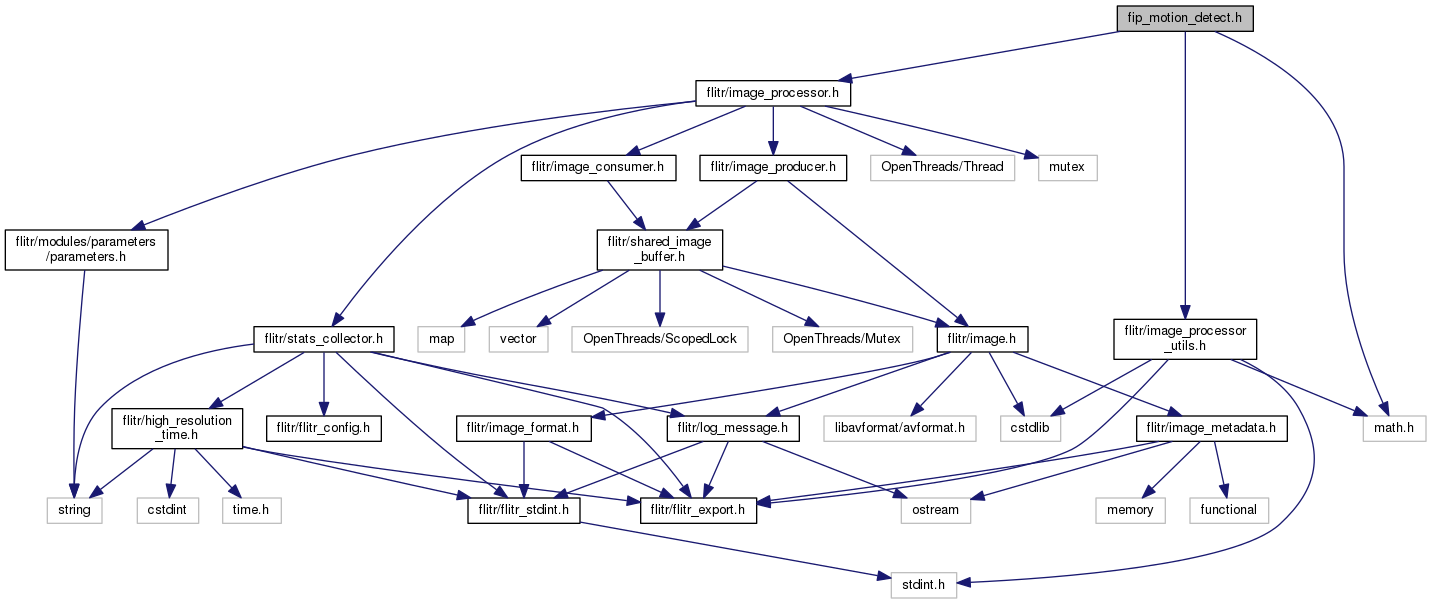 fip_motion_detect.h
flitr/image_processor.h
flitr/image_consumer.h
flitr/image_producer.h
OpenThreads/Thread
mutex
flitr/modules/parameters
/parameters.h
flitr/shared_image
_buffer.h
flitr/stats_collector.h
map
vector
OpenThreads/ScopedLock
OpenThreads/Mutex
flitr/image.h
flitr/image_processor
_utils.h
flitr/high_resolution
_time.h
flitr/flitr_config.h
flitr/image_format.h
flitr/log_message.h
libavformat/avformat.h
cstdlib
flitr/image_metadata.h
math.h
string
cstdint
time.h
flitr/flitr_stdint.h
flitr/flitr_export.h
ostream
memory
functional
stdint.h